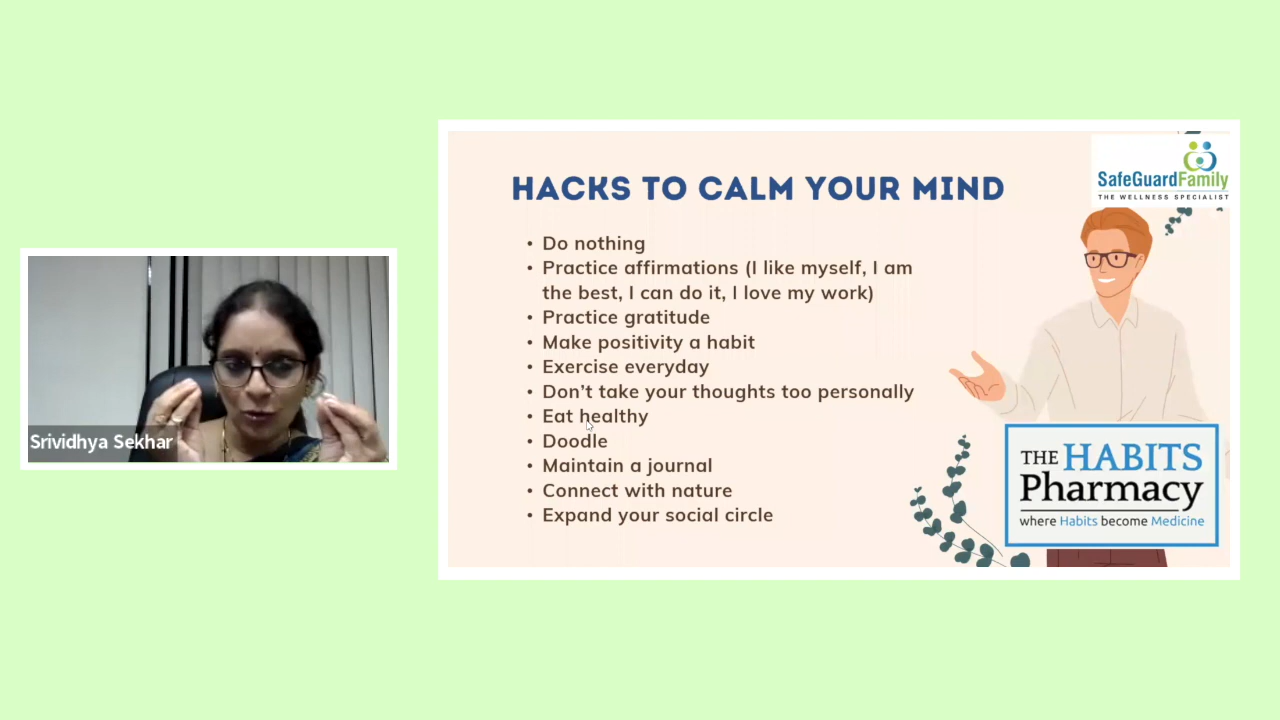 Srividhya Sekhar
HACKS TO CALM YOUR MIND
• Do nothing
• Practice affirmations (I like myself, I am
the best, I can do it, I love my work)
• Practice gratitude
• Make positivity a habit
• Exercise everyday
• Don't take your thoughts too personally
• Eat healthy
• Doodle
• Maintain a journal
• Connect with nature
• Expand your social circle
SafeGuardFamily
THE WELLNESS SPECIALIST
THE HABITS
Pharmacy
where Habits become Medicine